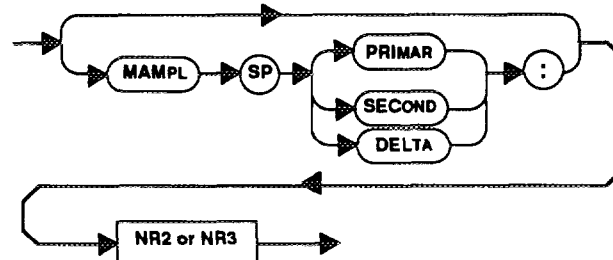 PRIMAR
MAMPL SP :
SECOND
DELTA
NR2 or NR3